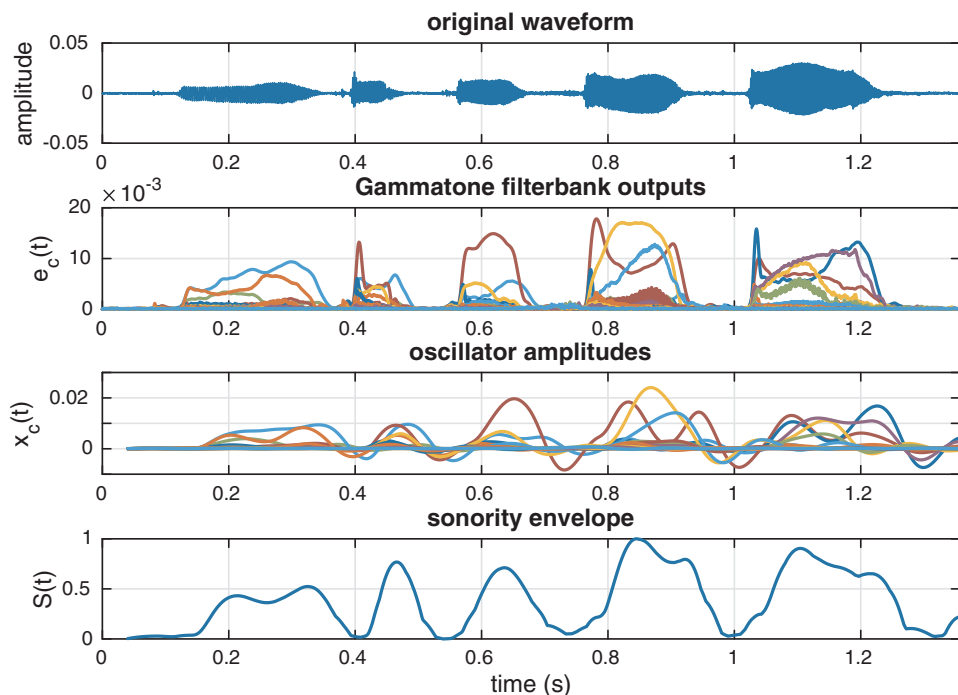 original waveform
amplitude
0.05
0
-0.05
0 0.2 0.4 0.6 0.8 1 1.2
Gammatone filterbank outputs
× 10^-3
e_c(t)
20
10
0
0 0.2 0.4 0.6 0.8 1 1.2
oscillator amplitudes
x_c(t)
0.02
0
0 0.2 0.4 0.6 0.8 1 1.2
sonority envelope
S(t)
1
0.5
0
0 0.2 0.4 0.6 0.8 1 1.2
time (s)